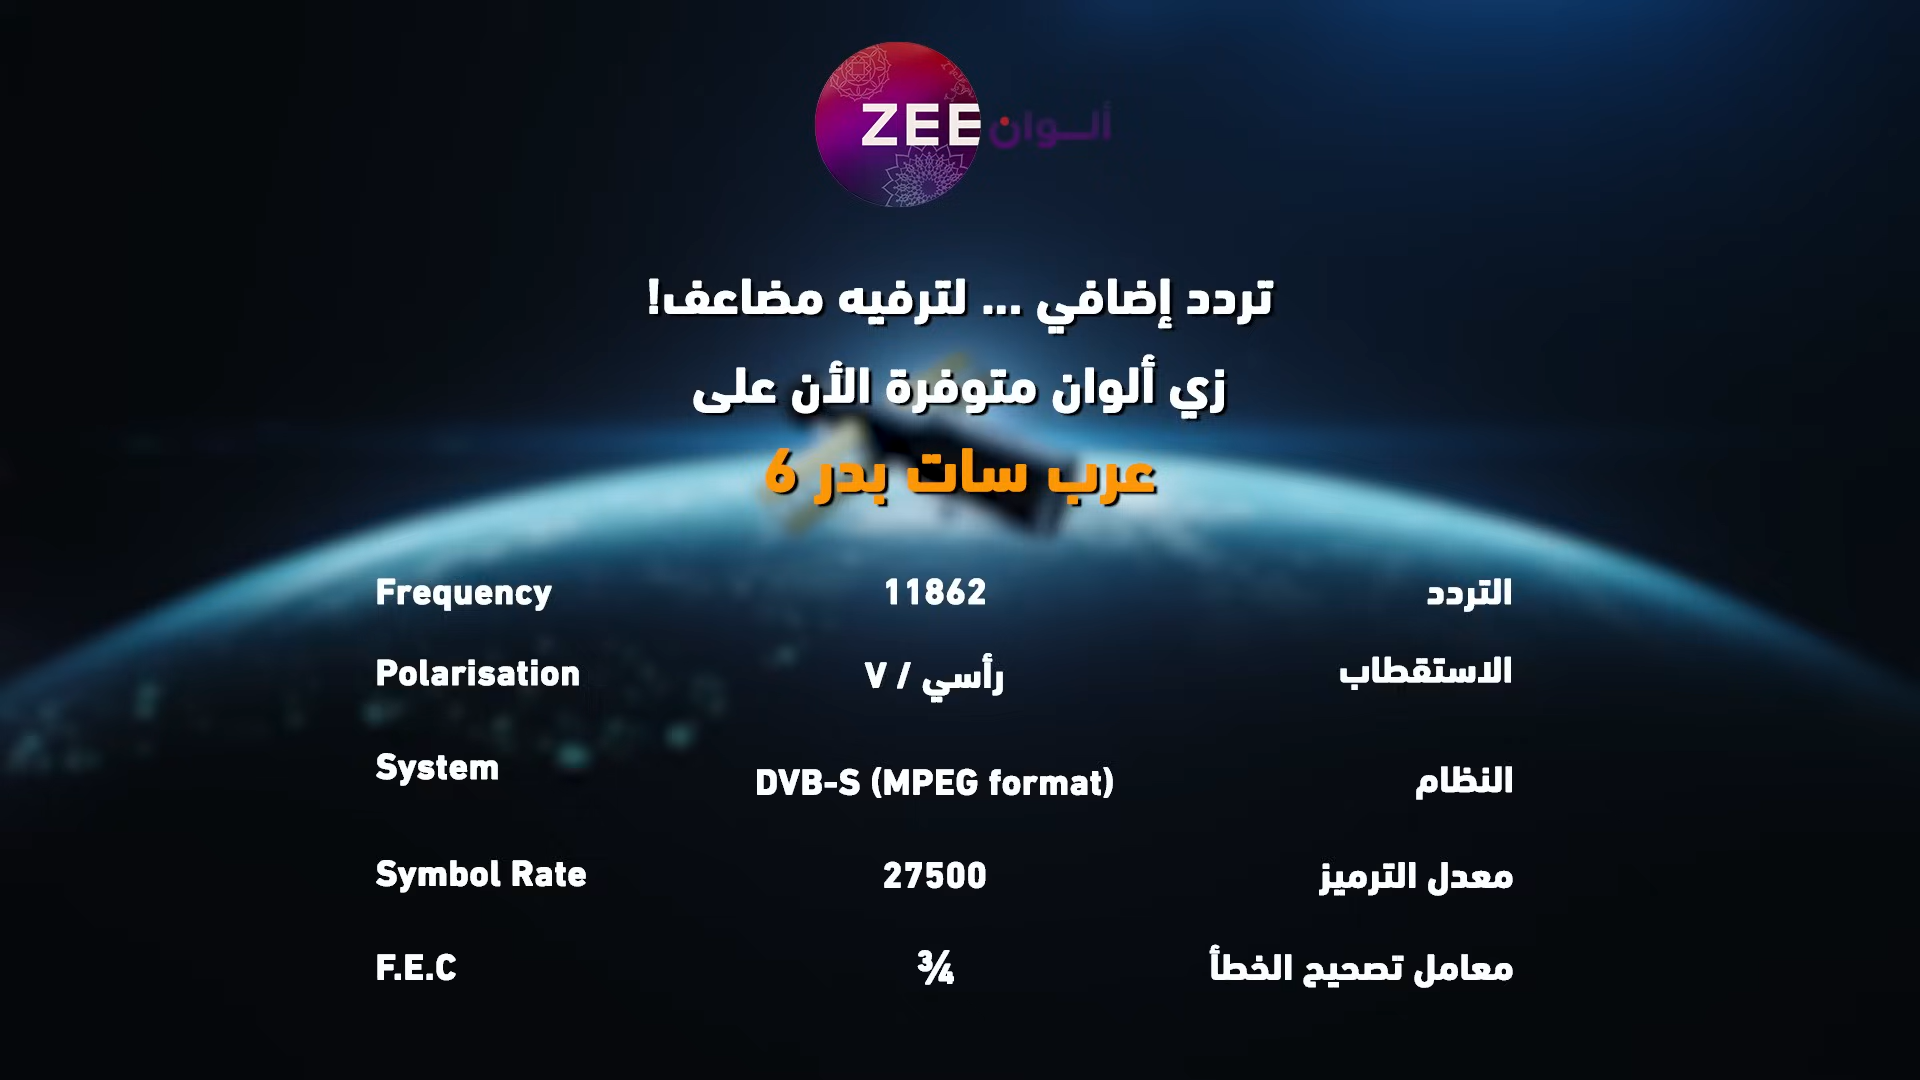 ZEE ألوان
تردد إضافي ... لترفيه مضاعف!
زي ألوان متوفرة الأن على
عرب سات بدر 6
Frequency 11862 التردد
Polarisation رأسي / V الاستقطاب
System DVB-S (MPEG format) النظام
Symbol Rate 27500 معدل الترميز
F.E.C ¾ معامل تصحيح الخطأ